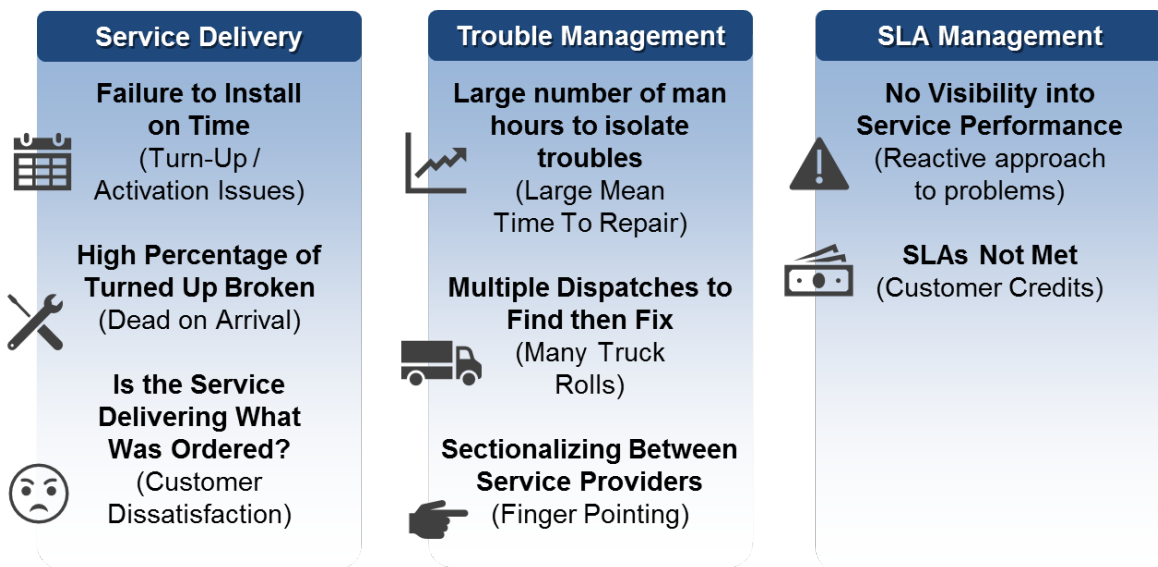 Service Delivery
Failure to Install
on Time
(Turn-Up /
Activation Issues)
High Percentage of
Turned Up Broken
(Dead on Arrival)
Is the Service
Delivering What
Was Ordered?
(Customer
Dissatisfaction)
Trouble Management
Large number of man
hours to isolate
troubles
(Large Mean
Time To Repair)
Multiple Dispatches to
Find then Fix
(Many Truck
Rolls)
Sectionalizing Between
Service Providers
(Finger Pointing)
SLA Management
No Visibility into
Service Performance
(Reactive approach
to problems)
SLAs Not Met
(Customer Credits)